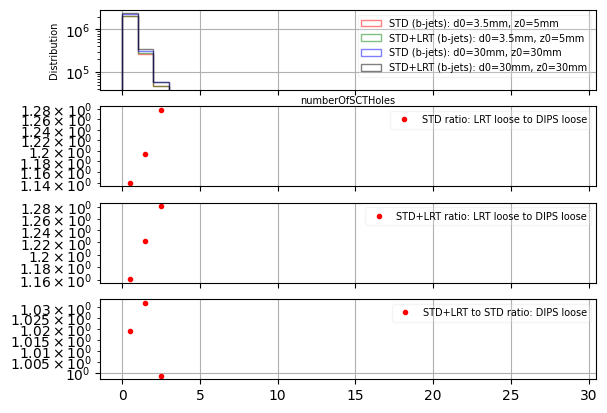 10⁶
Distribution
10⁵
STD (b-jets): d0=3.5mm, z0=5mm
STD+LRT (b-jets): d0=3.5mm, z0=5mm
STD (b-jets): d0=30mm, z0=30mm
STD+LRT (b-jets): d0=30mm, z0=30mm
numberOfSCTHoles
1.28 × 10⁰
1.26 × 10⁰
1.24 × 10⁰
1.22 × 10⁰
1.2 × 10⁰
1.18 × 10⁰
1.16 × 10⁰
1.14 × 10⁰
STD ratio: LRT loose to DIPS loose
1.28 × 10⁰
1.26 × 10⁰
1.24 × 10⁰
1.22 × 10⁰
1.2 × 10⁰
1.18 × 10⁰
1.16 × 10⁰
STD+LRT ratio: LRT loose to DIPS loose
1.03 × 10⁰
1.025 × 10⁰
1.02 × 10⁰
1.015 × 10⁰
1.01 × 10⁰
1.005 × 10⁰
10⁰
STD+LRT to STD ratio: DIPS loose
0 5 10 15 20 25 30